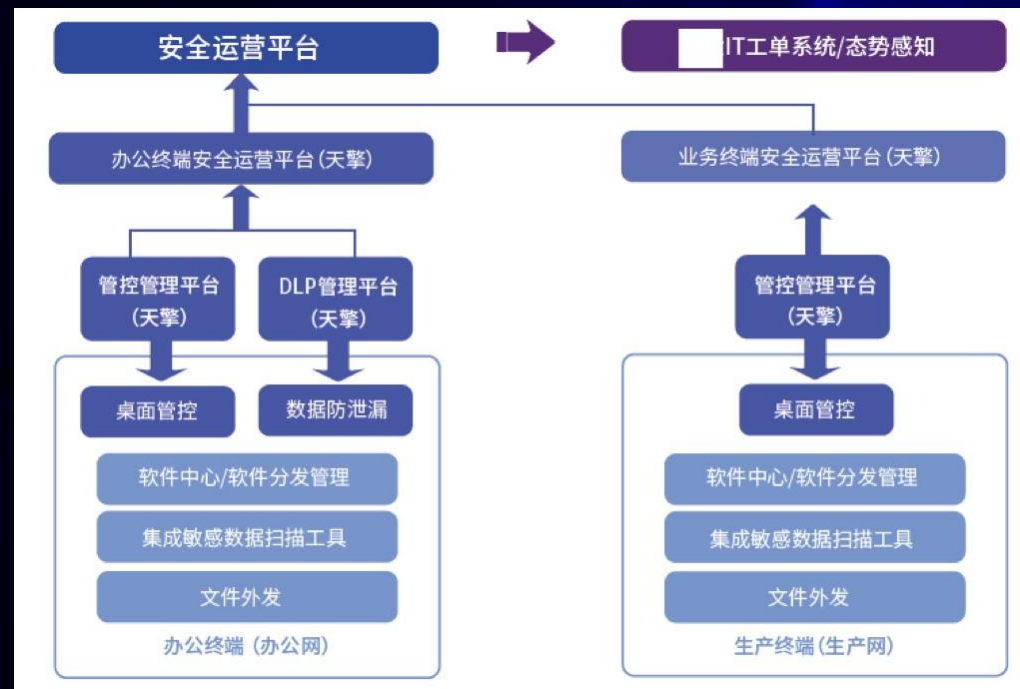 安全运营平台
IT工单系统/态势感知
办公终端安全运营平台(天擎)
业务终端安全运营平台(天擎)
管控管理平台
(天擎)
DLP管理平台
(天擎)
管控管理平台
(天擎)
桌面管控
数据防泄漏
桌面管控
软件中心/软件分发管理
软件中心/软件分发管理
集成敏感数据扫描工具
集成敏感数据扫描工具
文件外发
文件外发
办公终端(办公网)
生产终端(生产网)